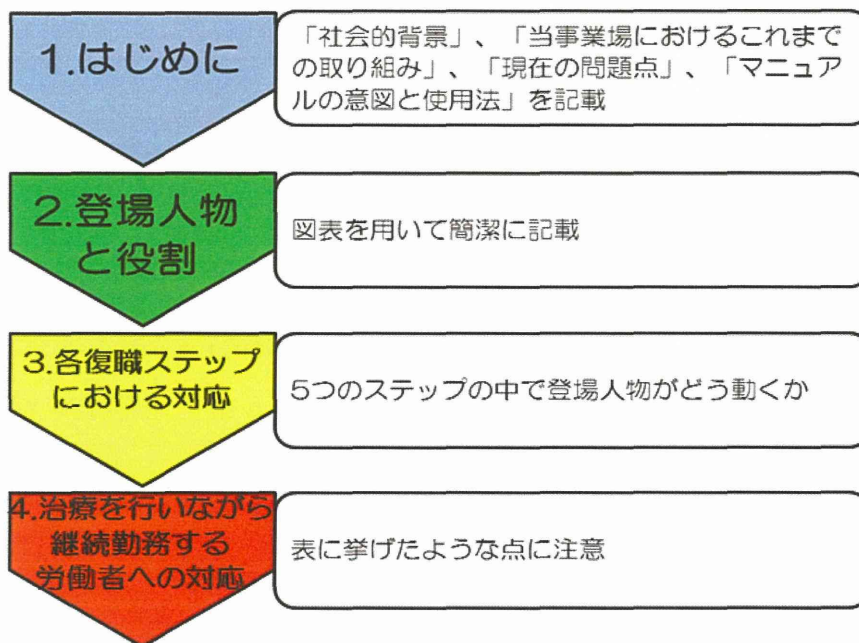 1.はじめに
「社会的背景」、「当事業場におけるこれまで
の取り組み」、「現在の問題点」、「マニュア
ルの意図と使用法」を記載
2.登場人物
と役割
図表を用いて簡潔に記載
3.各復職ステップ
における対応
5つのステップの中で登場人物がどう動くか
4.治療を行いながら
継続勤務する
労働者への対応
表に挙げたような点に注意